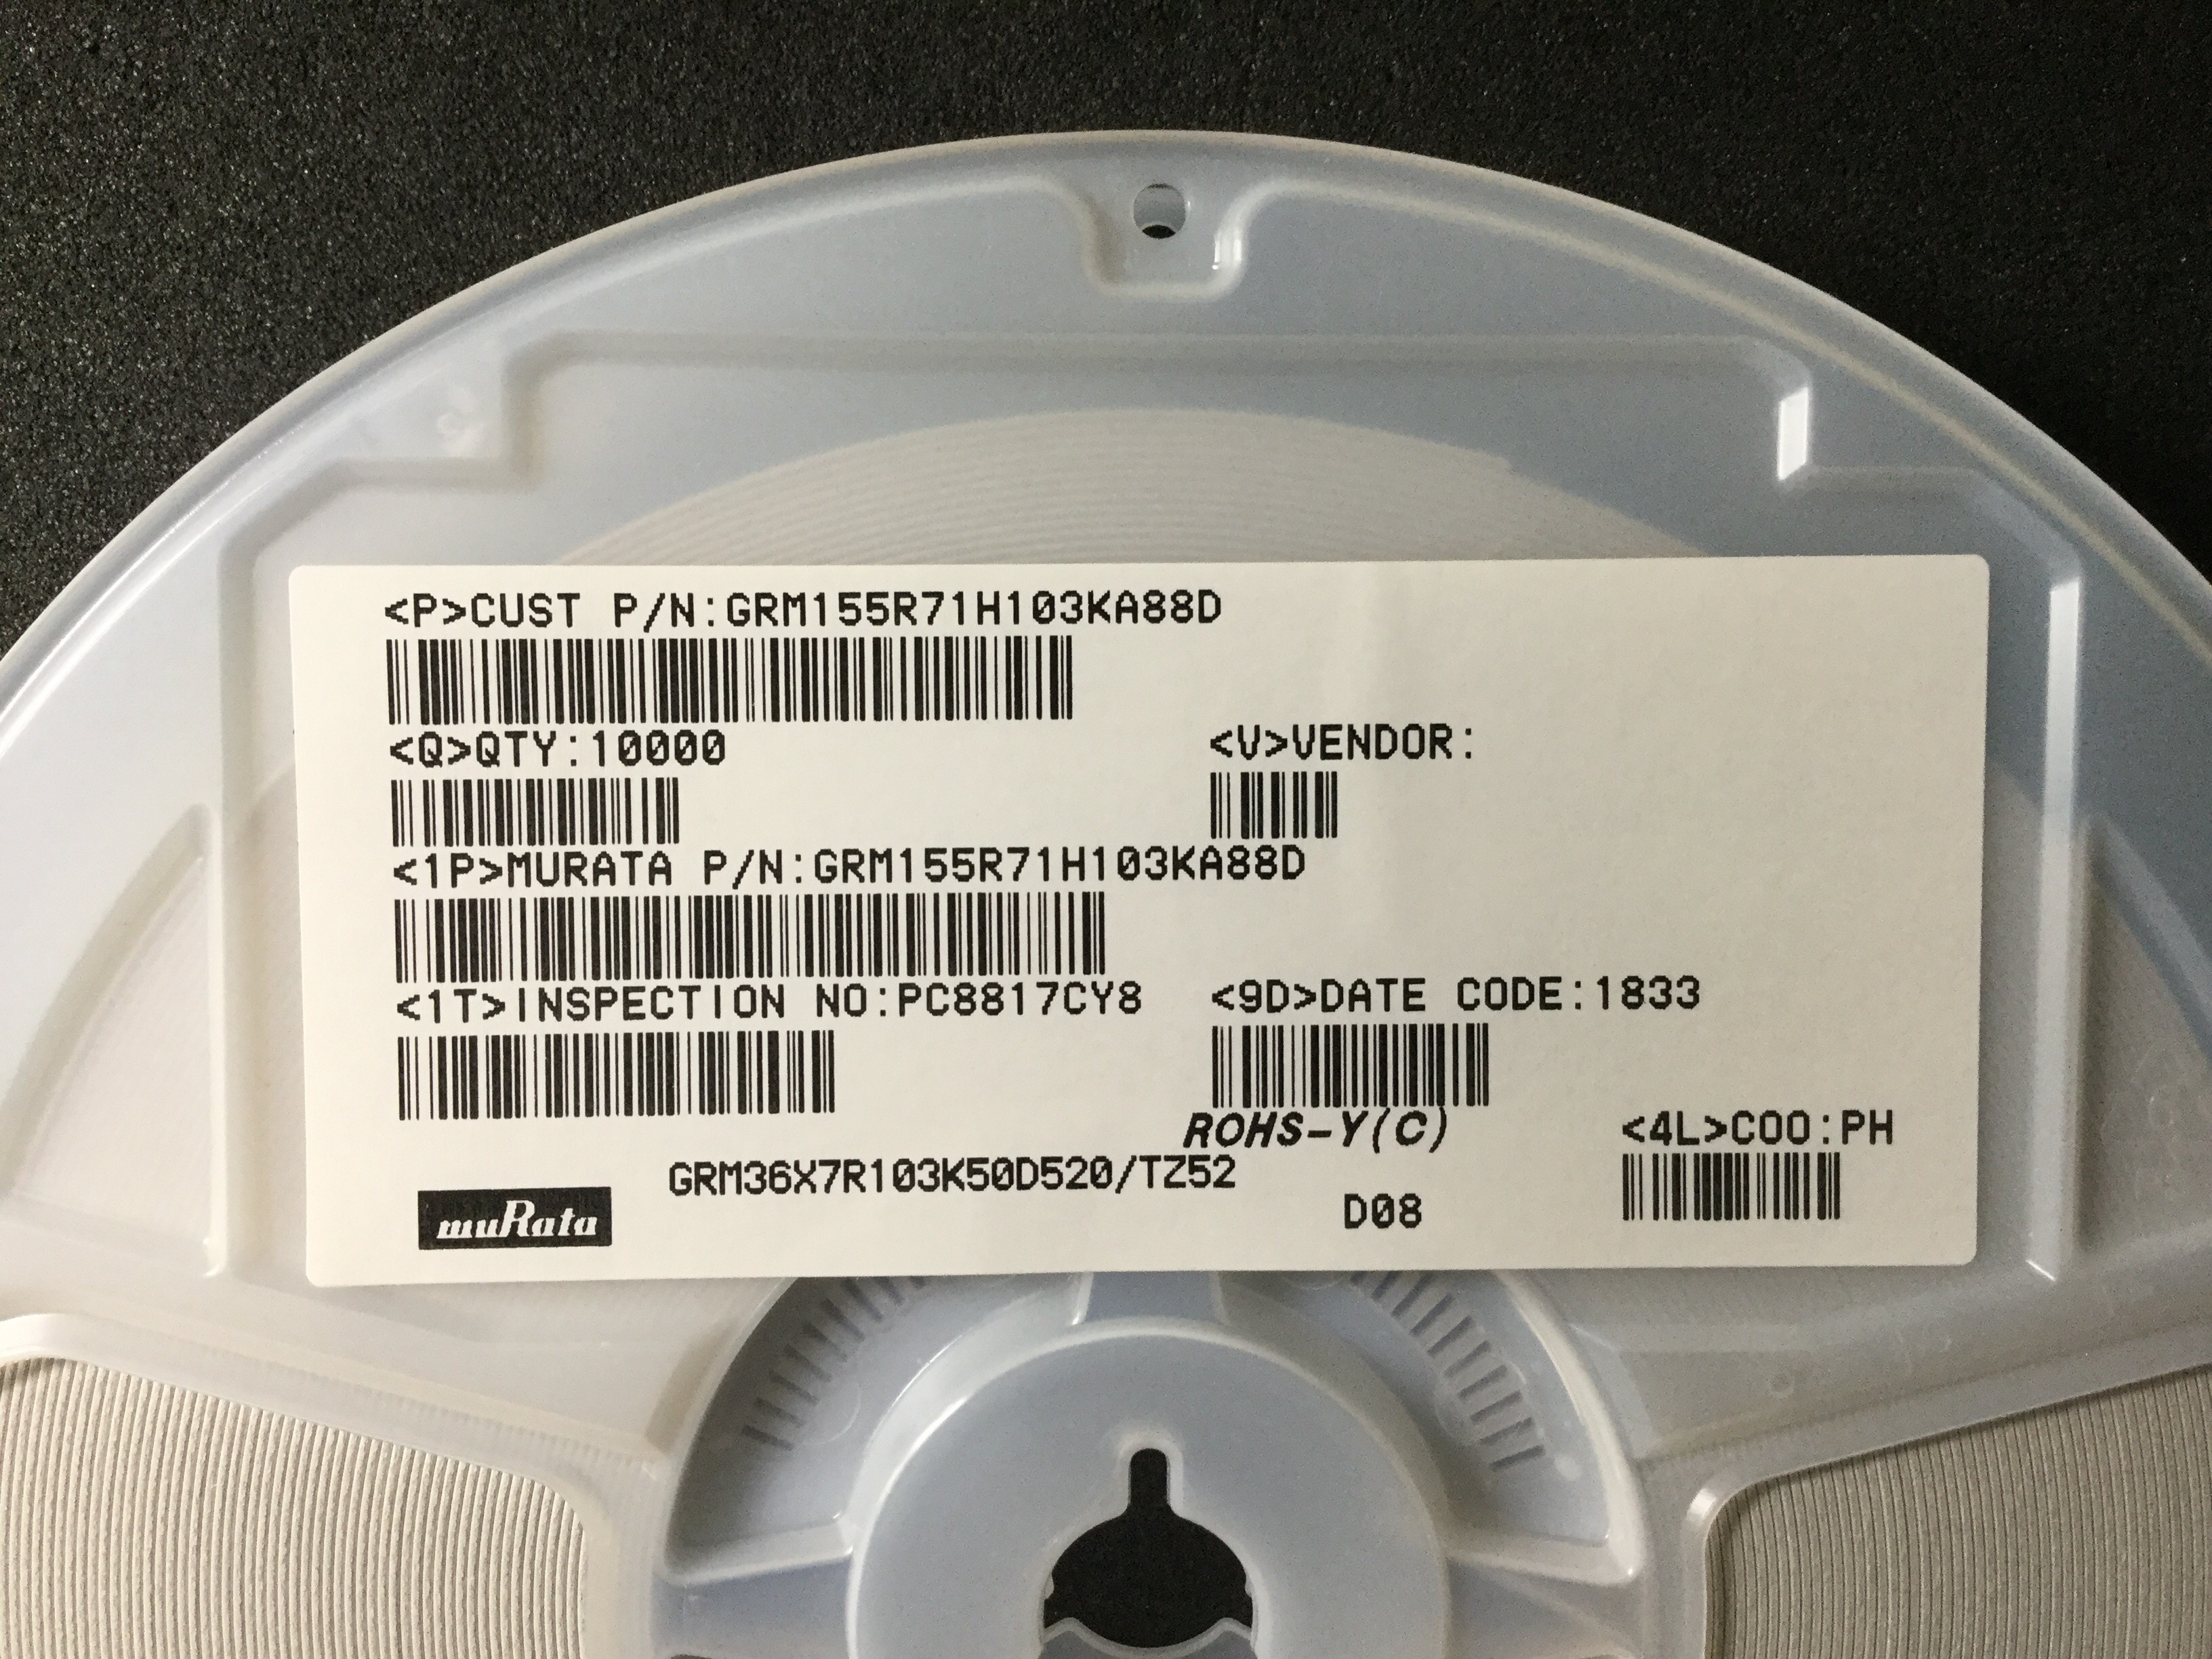 <P>CUST P/N:GRM155R71H103KA88D
<Q>QTY:10000
<V>VENDOR:
<1P>MURATA P/N:GRM155R71H103KA88D
<1T>INSPECTION NO:PC8817CY8
<9D>DATE CODE:1833
ROHS-Y(C)
<4L>COO:PH
GRM36X7R103K50D520/TZ52
D08
muRata